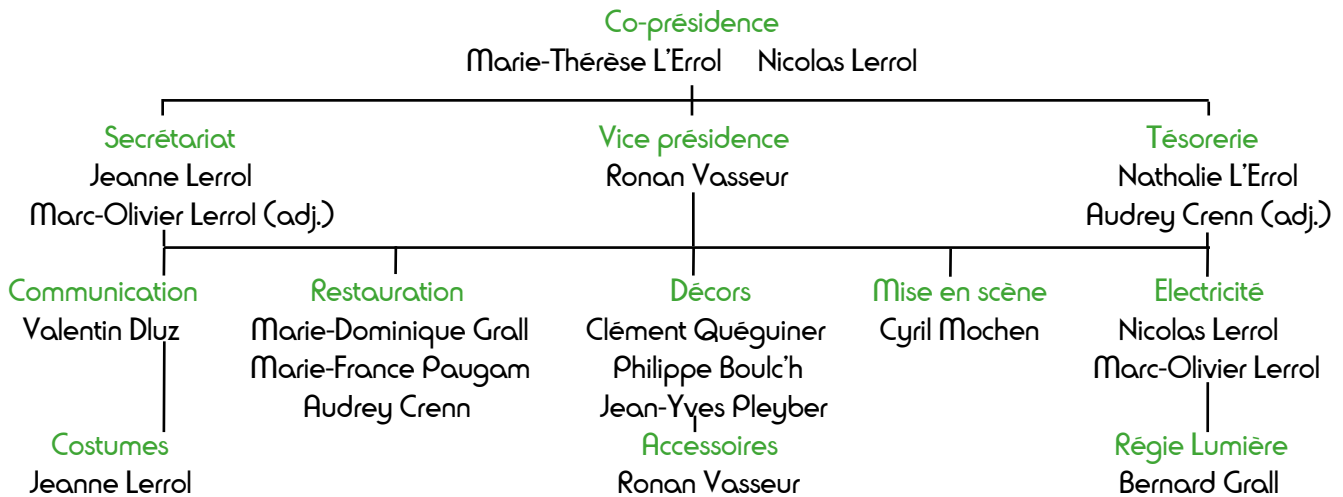 Co-présidence
Marie-Thérèse L'Errol Nicolas Lerrol
Secrétariat
Jeanne Lerrol
Marc-Olivier Lerrol (adj.)
Vice présidence
Ronan Vasseur
Tésorerie
Nathalie L'Errol
Audrey Crenn (adj.)
Communication
Valentin Dluz
Restauration
Marie-Dominique Grall
Marie-France Paugam
Audrey Crenn
Décors
Clément Quéguiner
Philippe Boulc'h
Jean-Yves Pleyber
Mise en scène
Cyril Mochen
Electricité
Nicolas Lerrol
Marc-Olivier Lerrol
Costumes
Jeanne Lerrol
Accessoires
Ronan Vasseur
Régie Lumière
Bernard Grall